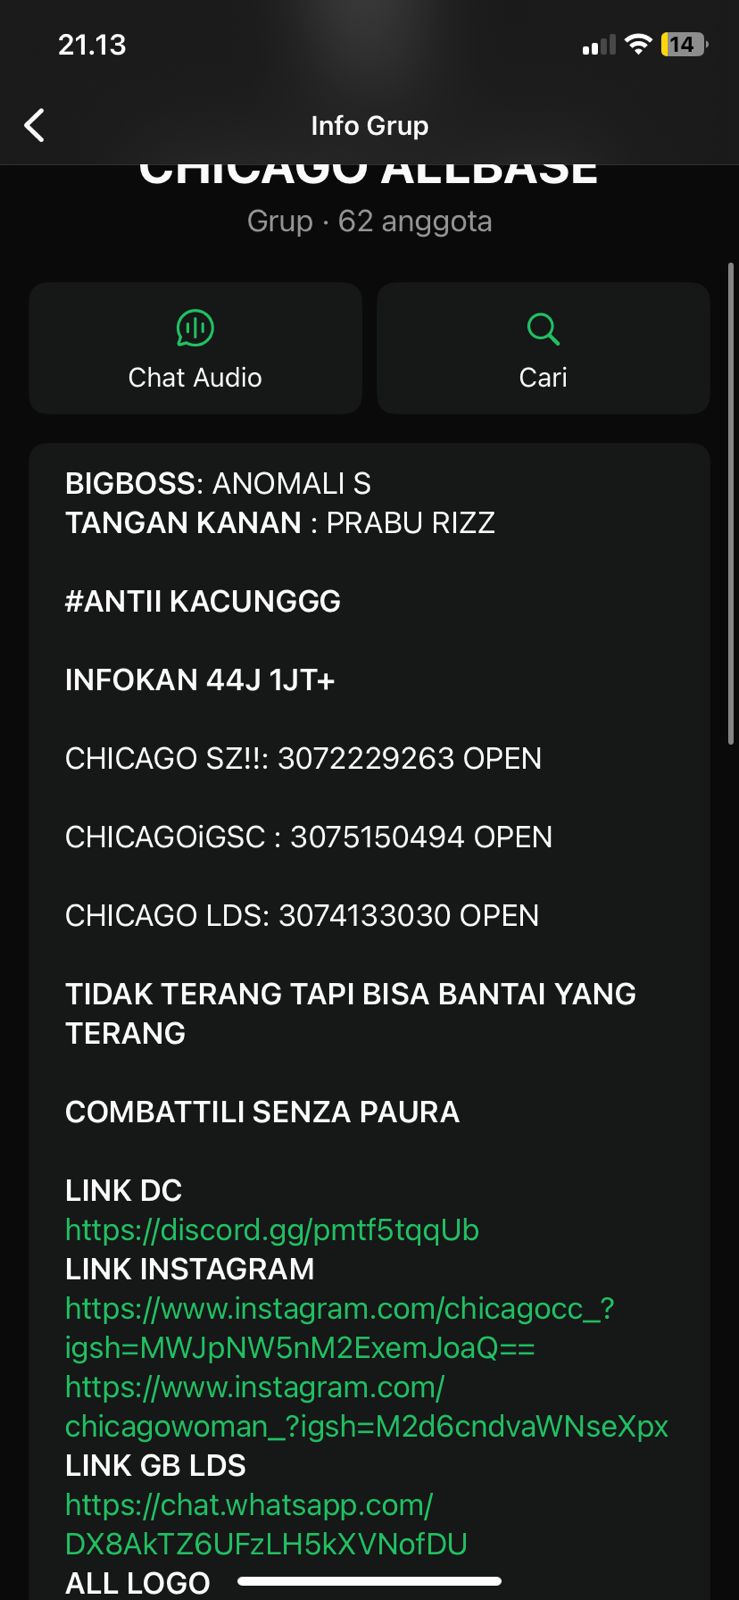 21.13
14
Info Grup
CHICAGO ALLBASE
Grup · 62 anggota
Chat Audio
Cari
BIGBOSS: ANOMALI S
TANGAN KANAN : PRABU RIZZ
#ANTII KACUNGGG
INFOKAN 44J 1JT+
CHICAGO SZ!!: 3072229263 OPEN
CHICAGOiGSC : 3075150494 OPEN
CHICAGO LDS: 3074133030 OPEN
TIDAK TERANG TAPI BISA BANTAI YANG
TERANG
COMBATTILI SENZA PAURA
LINK DC
https://discord.gg/pmtf5tqqUb
LINK INSTAGRAM
https://www.instagram.com/chicagocc_?
igsh=MWJpNW5nM2ExemJoaQ==
https://www.instagram.com/
chicagowoman_?igsh=M2d6cndvaWNseXpx
LINK GB LDS
https://chat.whatsapp.com/
DX8AkTZ6UFzLH5kXVNofDU
ALL LOGO